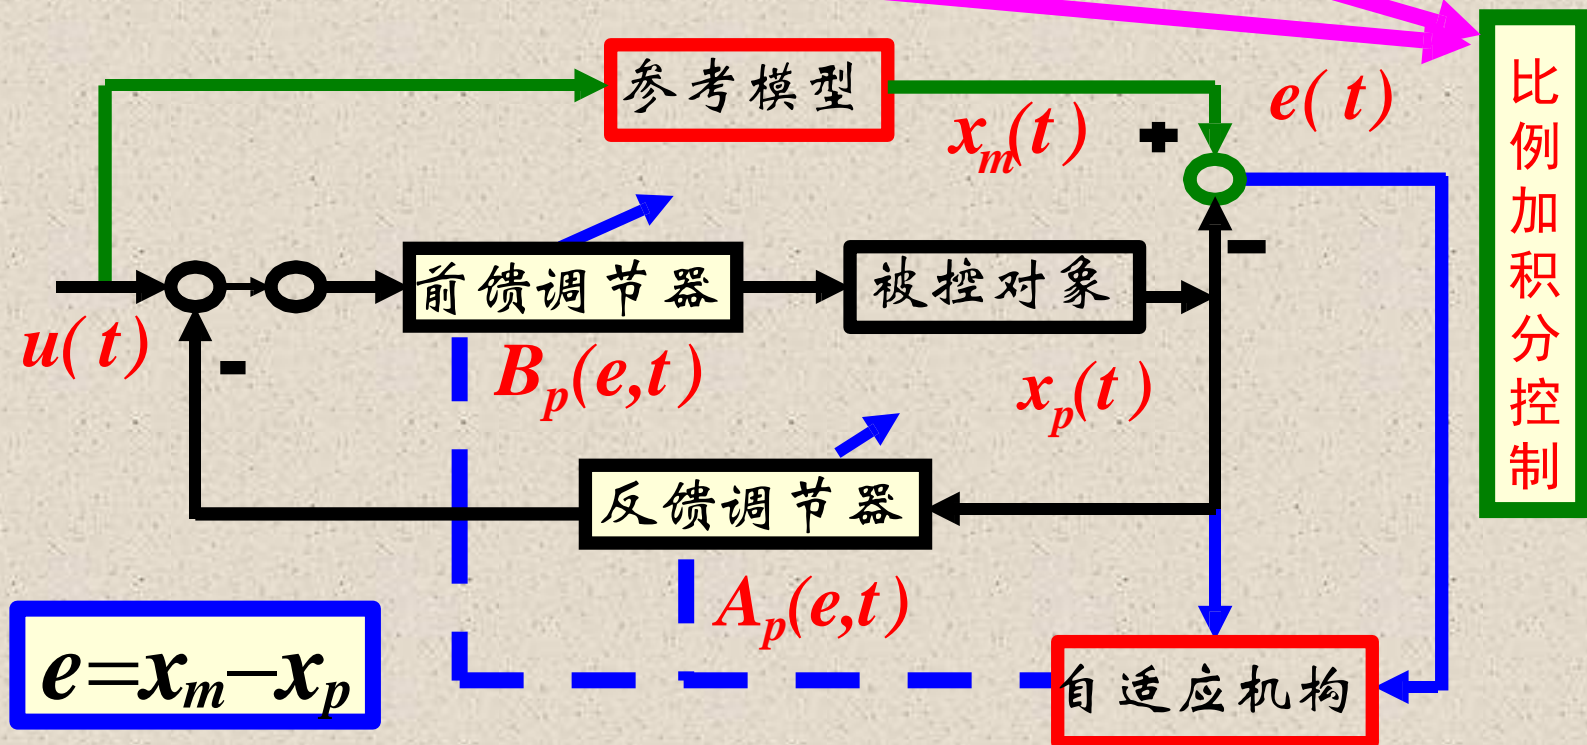 参考模型
x_m(t)
+
e(t)
比例加积分控制
u(t)
-
前馈调节器
被控对象
-
B_p(e,t)
x_p(t)
反馈调节器
A_p(e,t)
e=x_m-x_p
自适应机构